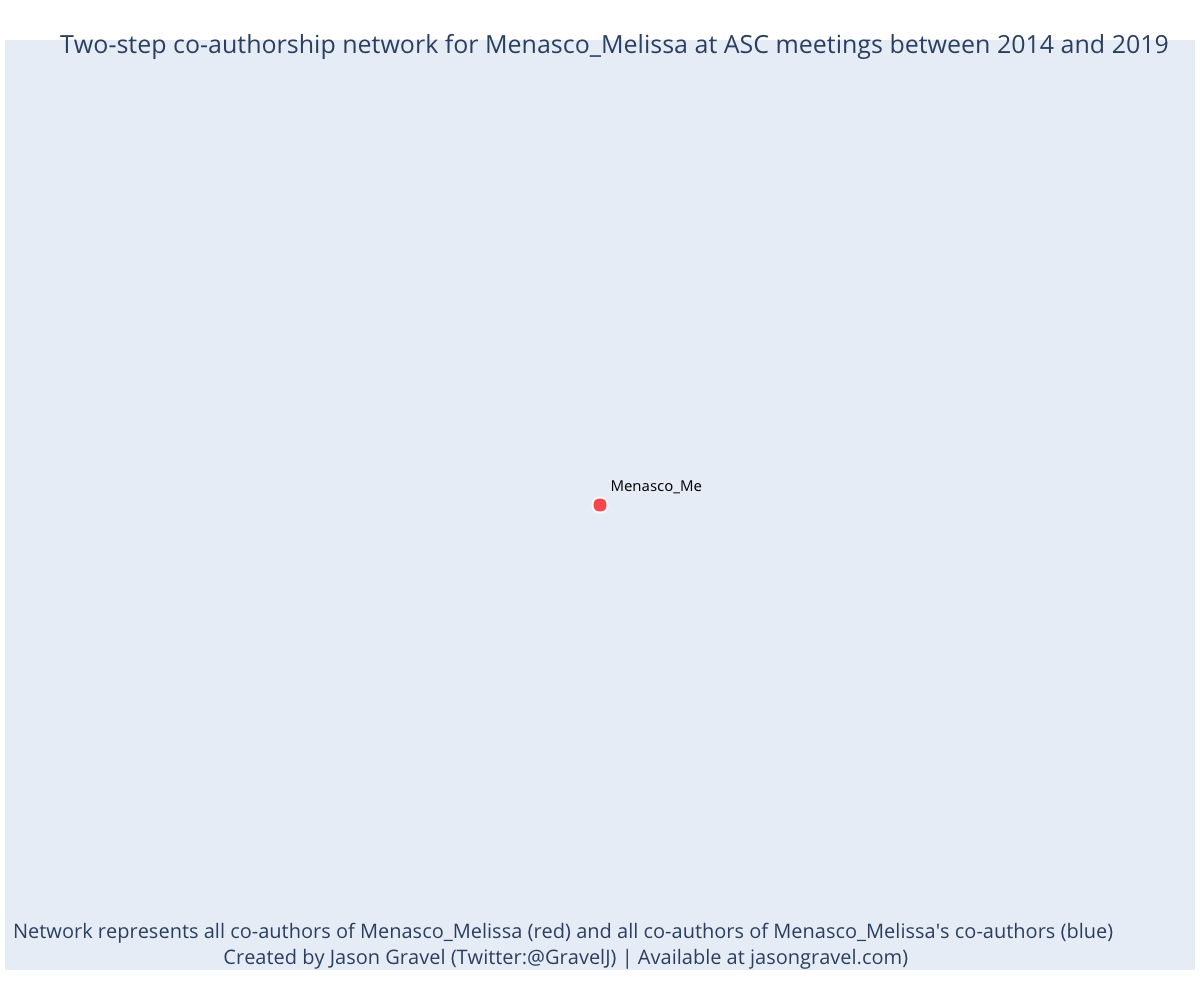 Two-step co-authorship network for Menasco_Melissa at ASC meetings between 2014 and 2019
Menasco_Me
Network represents all co-authors of Menasco_Melissa (red) and all co-authors of Menasco_Melissa's co-authors (blue)
Created by Jason Gravel (Twitter:@GravelJ) | Available at jasongravel.com)